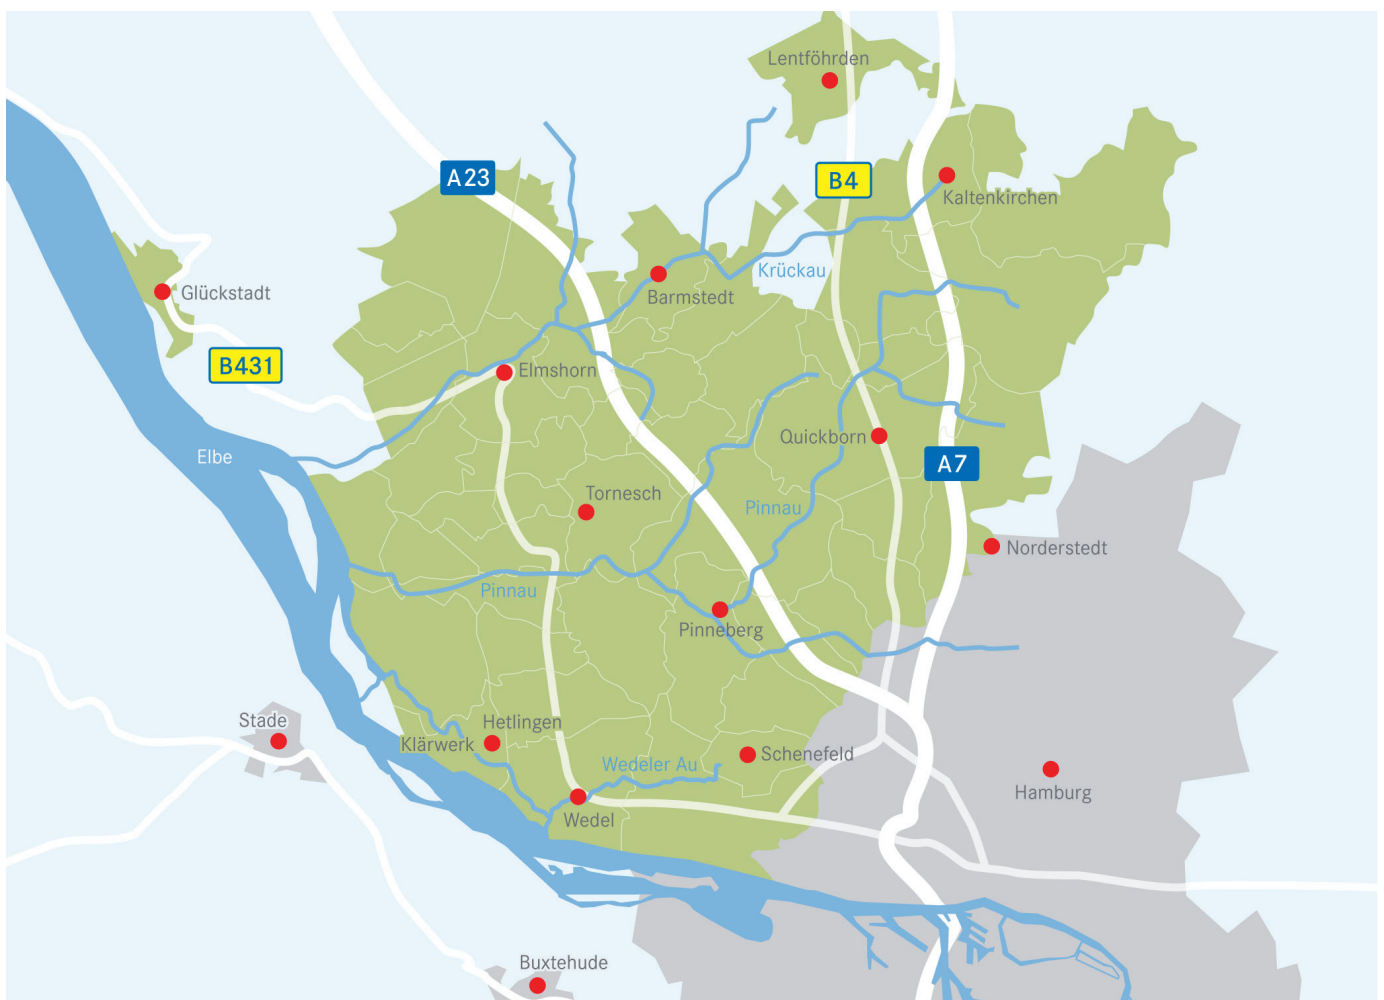 Lentföhrden
A23
B4
Kaltenkirchen
Krückau
Glückstadt
Barmstedt
B431
Elmshorn
Quickborn
Elbe
A7
Tornesch
Pinnau
Norderstedt
Pinnau
Pinneberg
Stade
Hetlingen
Klärwerk
Wedeler Au
Schenefeld
Hamburg
Wedel
Buxtehude